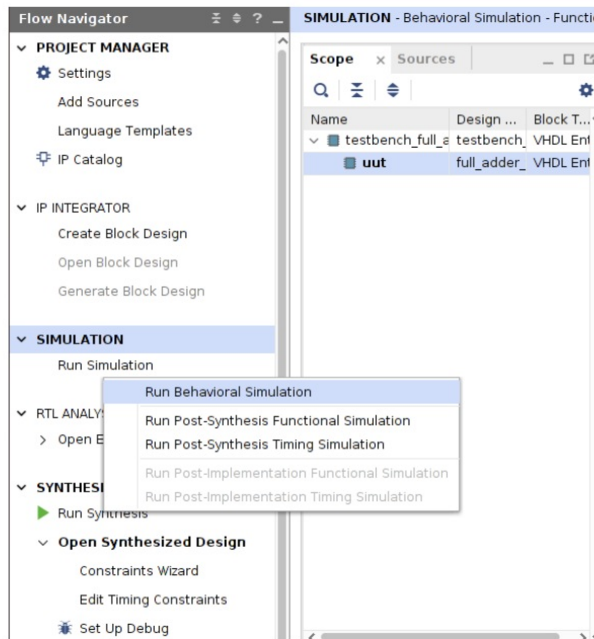 Flow Navigator ? _
PROJECT MANAGER
Settings
Add Sources
Language Templates
IP Catalog
IP INTEGRATOR
Create Block Design
Open Block Design
Generate Block Design
SIMULATION
Run Simulation
Run Behavioral Simulation
Run Post-Synthesis Functional Simulation
Run Post-Synthesis Timing Simulation
Run Post-Implementation Functional Simulation
Run Post-Implementation Timing Simulation
RTL ANALY
Open E
SYNTHESI
Run Synthesis
Open Synthesized Design
Constraints Wizard
Edit Timing Constraints
Set Up Debug
SIMULATION - Behavioral Simulation - Functi
Scope x Sources
Name Design ... Block T...
testbench_full_a testbench_ VHDL Ent
uut full_adder_ VHDL Ent